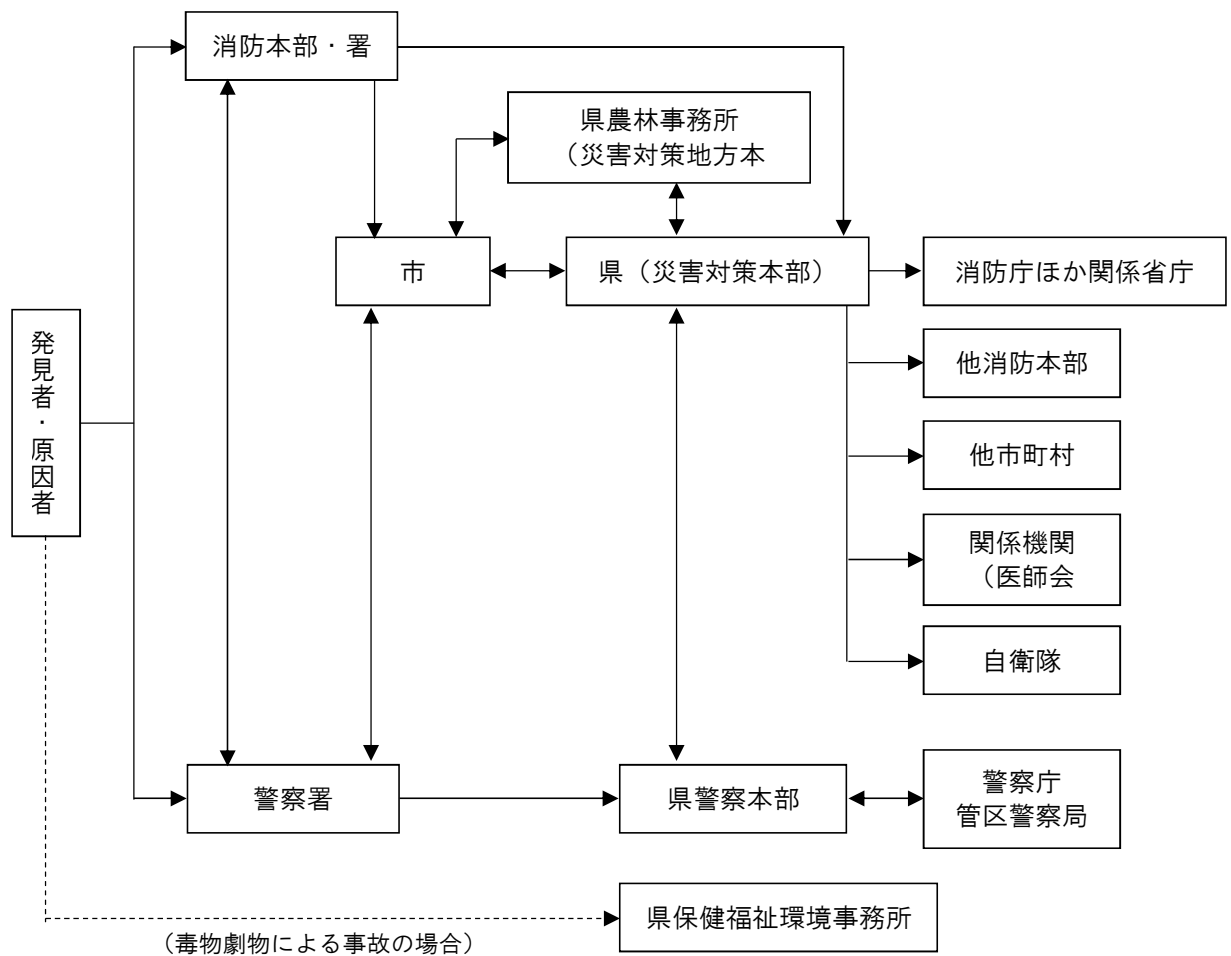 消防本部・署
県農林事務所
（災害対策地方本
市
県（災害対策本部）
消防庁ほか関係省庁
発見者・原因者
他消防本部
他市町村
関係機関
（医師会
自衛隊
警察署
県警察本部
警察庁
管区警察局
県保健福祉環境事務所
（毒物劇物による事故の場合）